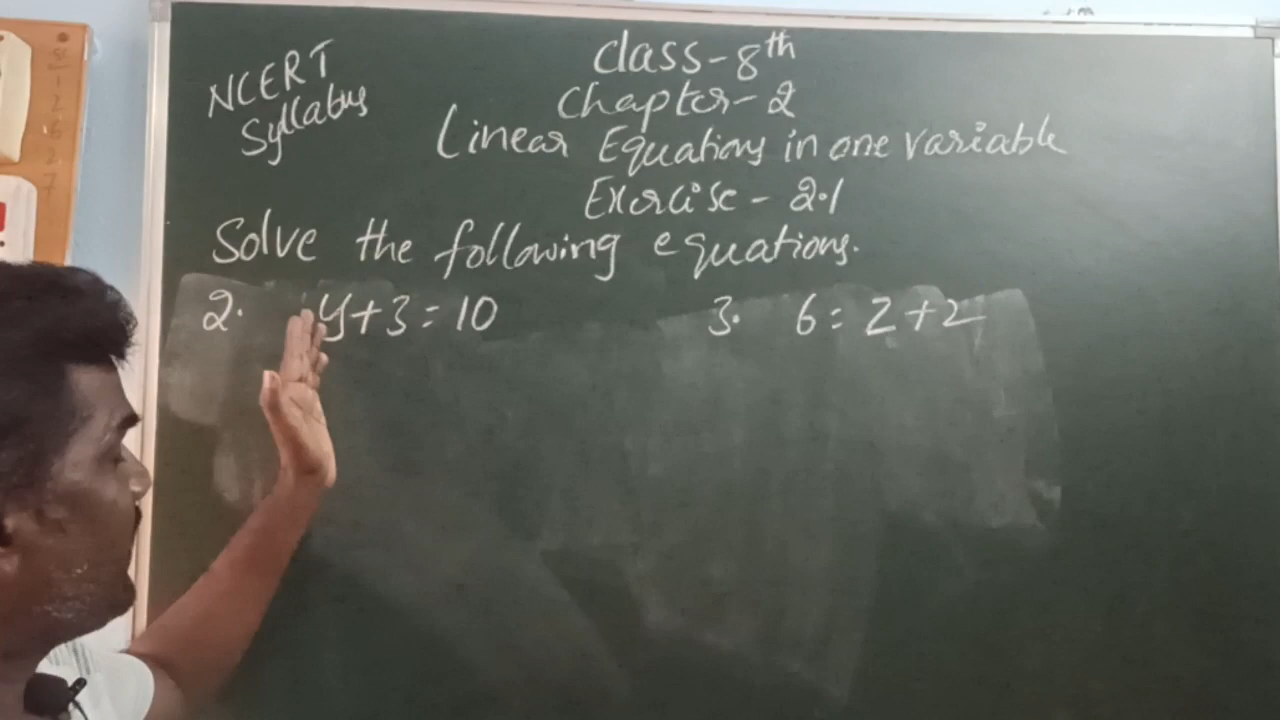 NCERT
Syllabus
Class-8th
Chapter-2
Linear Equations in one variable
Exercise - 2.1
Solve the following equations.
2. y+3=10
3. 6=z+2